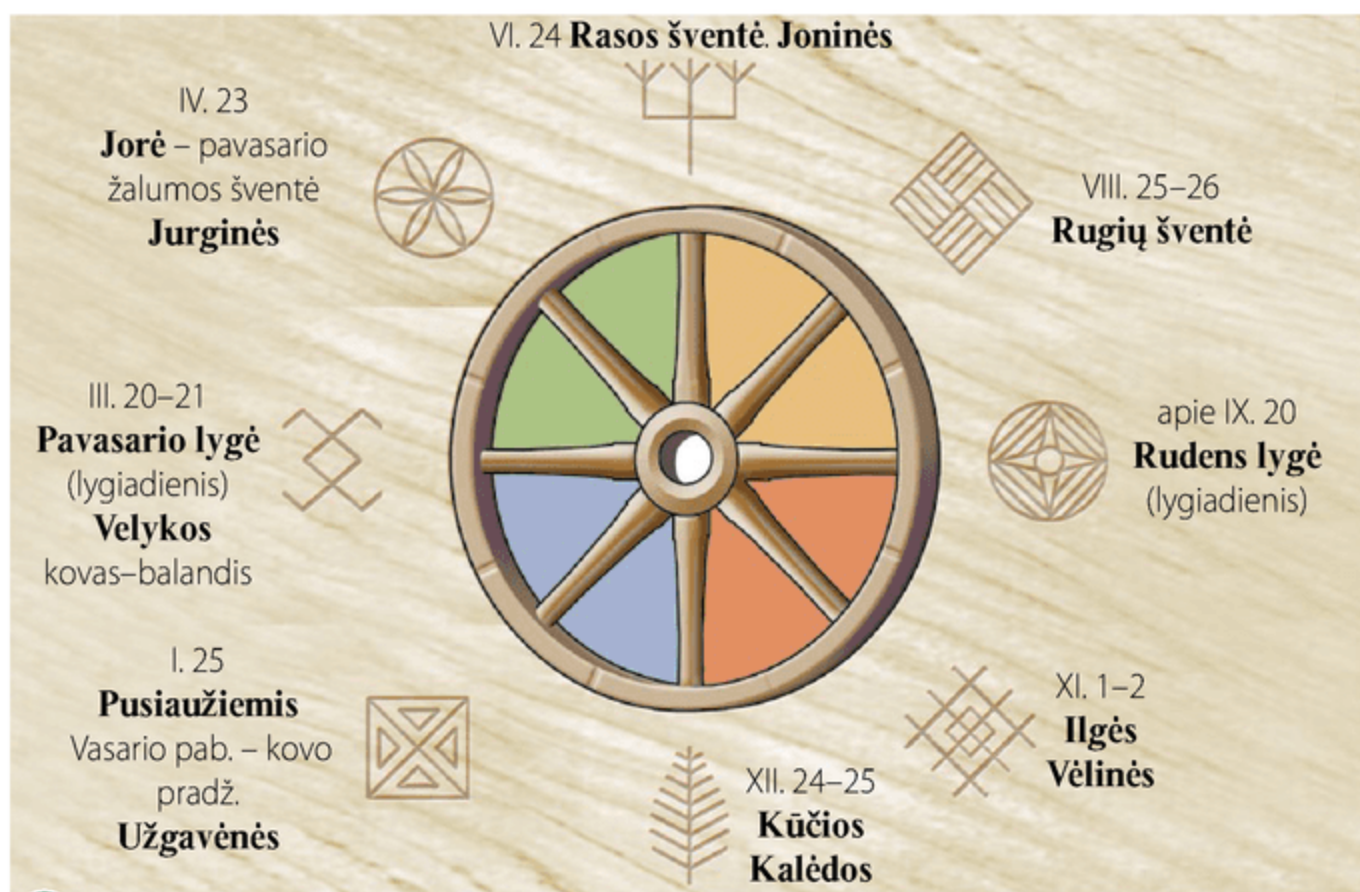 VI. 24 Rasos šventė. Joninės
IV. 23
Jorė – pavasario
žalumos šventė
Jurginės
VIII. 25–26
Rugių šventė
III. 20–21
Pavasario lygė
(lygiadienis)
Velykos
kovas–balandis
apie IX. 20
Rudens lygė
(lygiadienis)
I. 25
Pusiaužiemis
Vasario pab. – kovo
pradž.
Užgavėnės
XI. 1–2
Ilgės
Vėlinės
XII. 24–25
Kūčios
Kalėdos